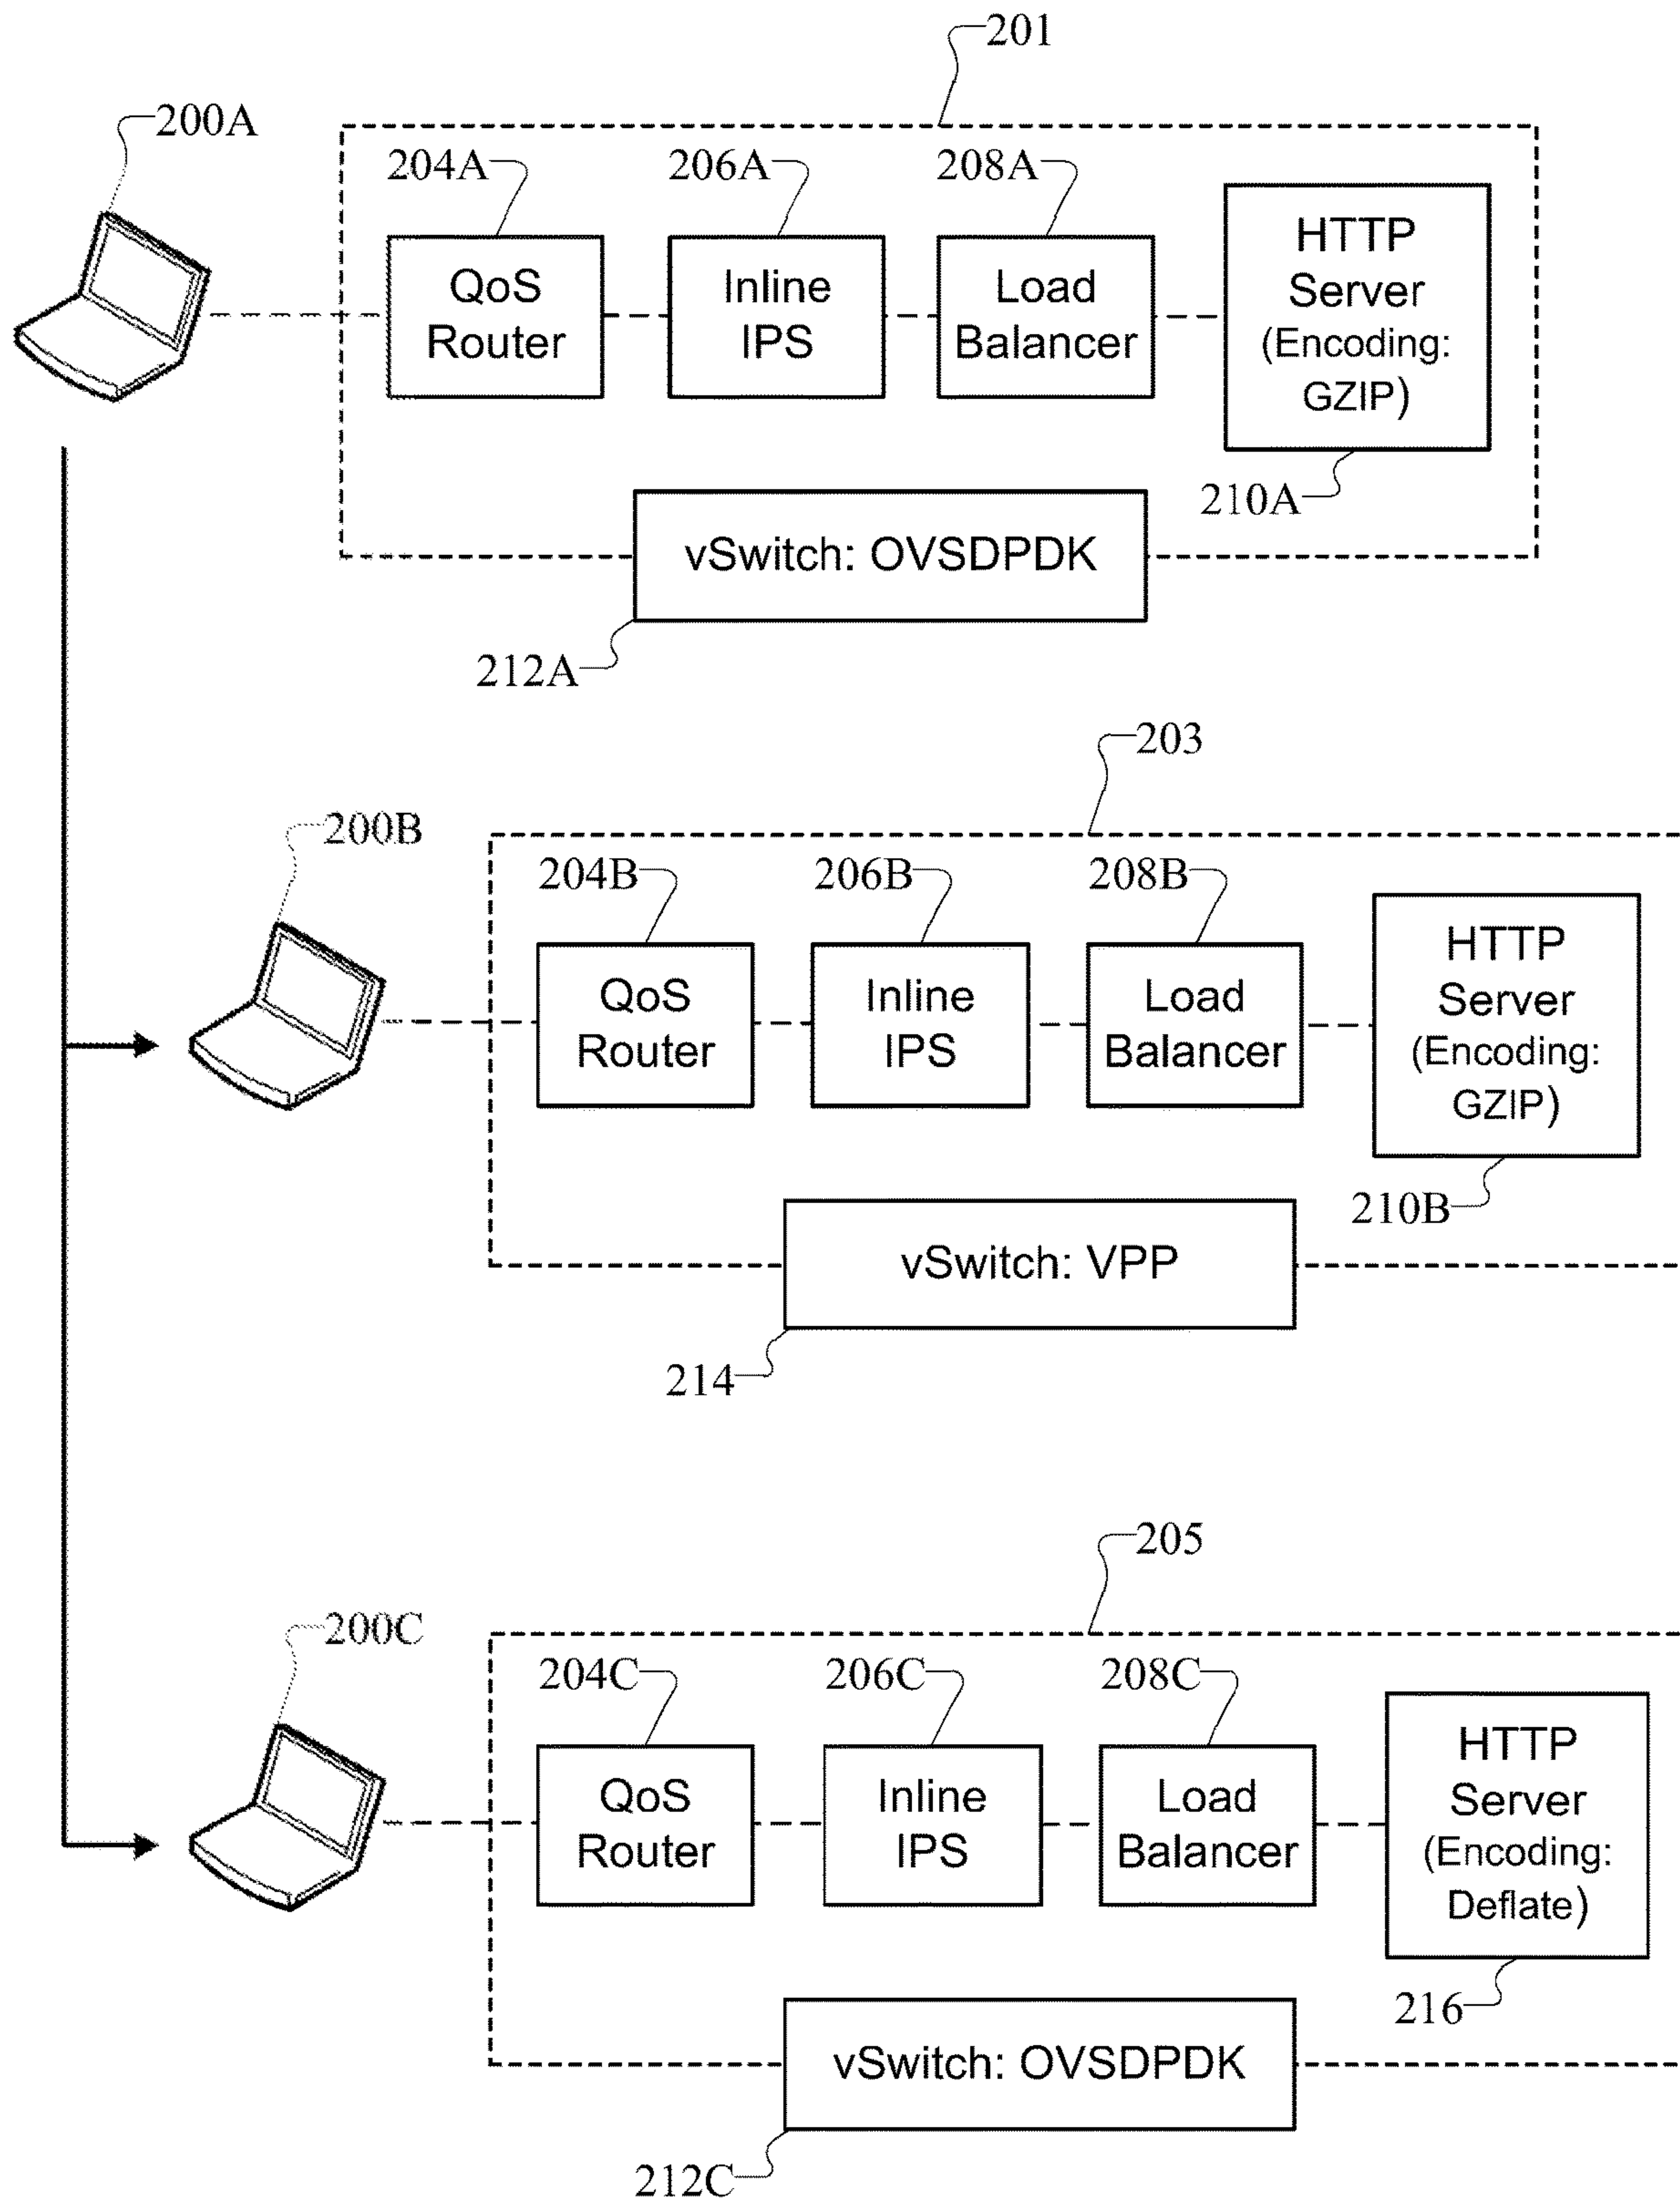 201
200A
204A
206A
208A
QoS
Router
Inline
IPS
Load
Balancer
HTTP
Server
(Encoding:
GZIP)
210A
vSwitch: OVSDPDK
212A
203
200B
204B
206B
208B
QoS
Router
Inline
IPS
Load
Balancer
HTTP
Server
(Encoding:
GZIP)
210B
vSwitch: VPP
214
205
200C
204C
206C
208C
QoS
Router
Inline
IPS
Load
Balancer
HTTP
Server
(Encoding:
Deflate)
216
vSwitch: OVSDPDK
212C